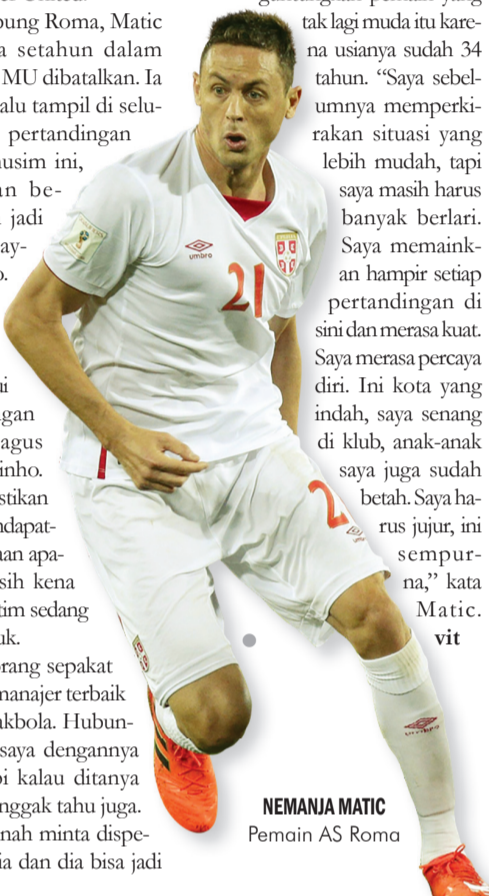 pung Roma, Matic
setahun dalam
MU dibatalkan. Ia
alu tampil di selu-
pertandingan
usim ini,
be-
jadi
ay-
gan
agus
inho.
stikan
ndapat-
an apa-
sih kena
tim sedang
uk.
orang sepakat
manajer terbaik
akbola. Hubun-
saya dengannya
pi kalau ditanya
nggak tahu juga.
nah minta dispe-
ia dan dia bisa jadi
tak lagi muda itu kare-
na usianya sudah 34
tahun. “Saya sebel-
umnya memperki-
rakan situasi yang
lebih mudah, tapi
saya masih harus
banyak berlari.
Saya memaink-
an hampir setiap
pertandingan di
sini dan merasa kuat.
Saya merasa percaya
diri. Ini kota yang
indah, saya senang
di klub, anak-anak
saya juga sudah
betah. Saya ha-
rus jujur, ini
sempur-
na,” kata
Matic.
vit
umbro
21
2
NEMANJA MATIC
Pemain AS Roma